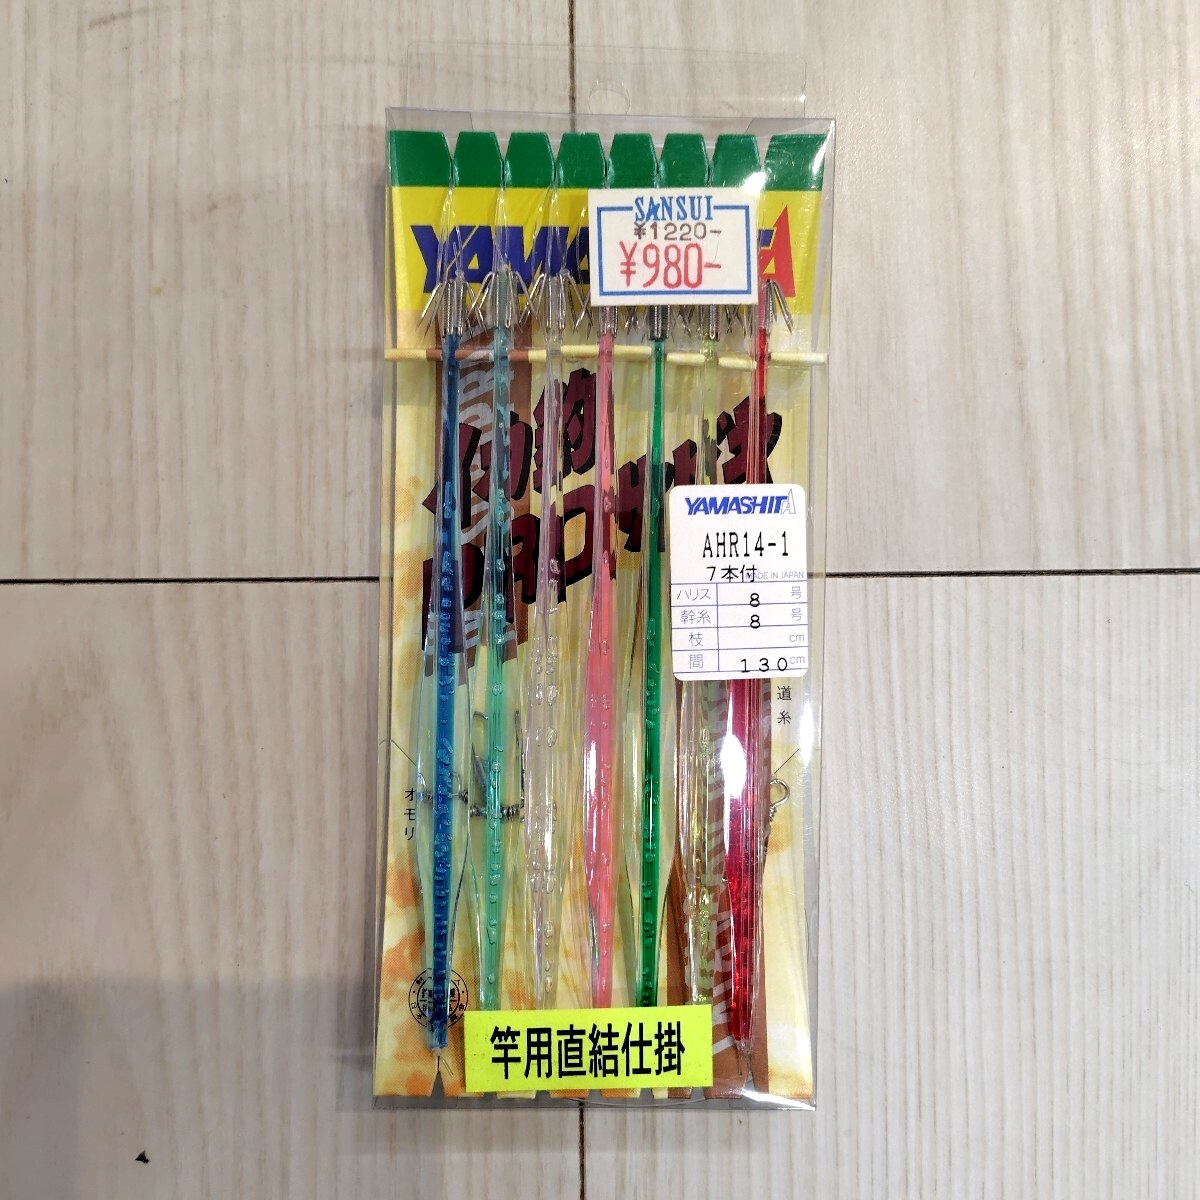 YAMASHITA
SANSUI
¥1220-
¥980-
YAMASHITA
AHR14-1
7本付
MADE IN JAPAN
ハリス 8 号
幹糸 8 号
枝 cm
間 130 cm
道糸
オモリ
竿用直結仕掛